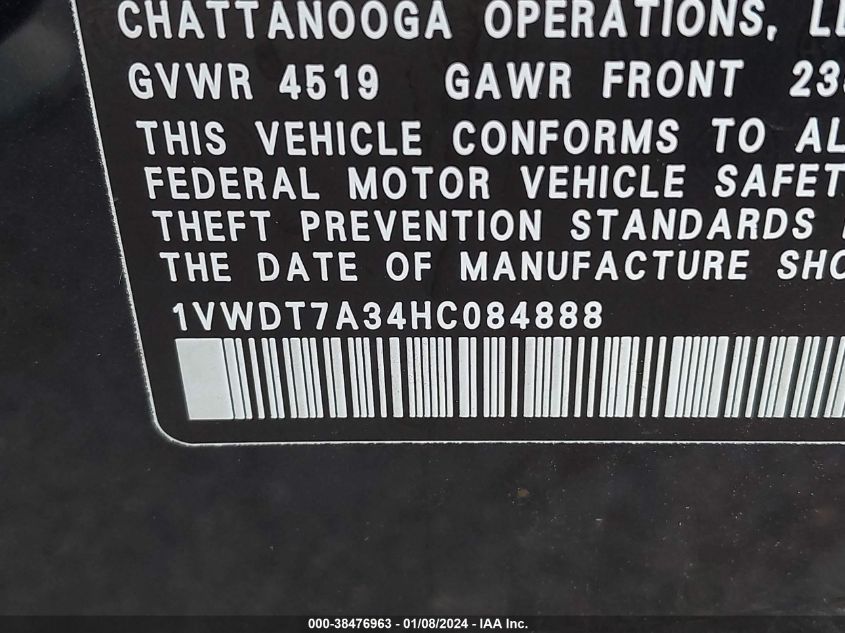 CHATTANOOGA OPERATIONS,
GVWR 4519 GAWR FRONT
THIS VEHICLE CONFORMS TO
FEDERAL MOTOR VEHICLE
THEFT PREVENTION STANDARDS
THE DATE OF MANUFACTURE
1VWDT7A34HC084888
000-38476963 - 01/08/2024 - IAA Inc.